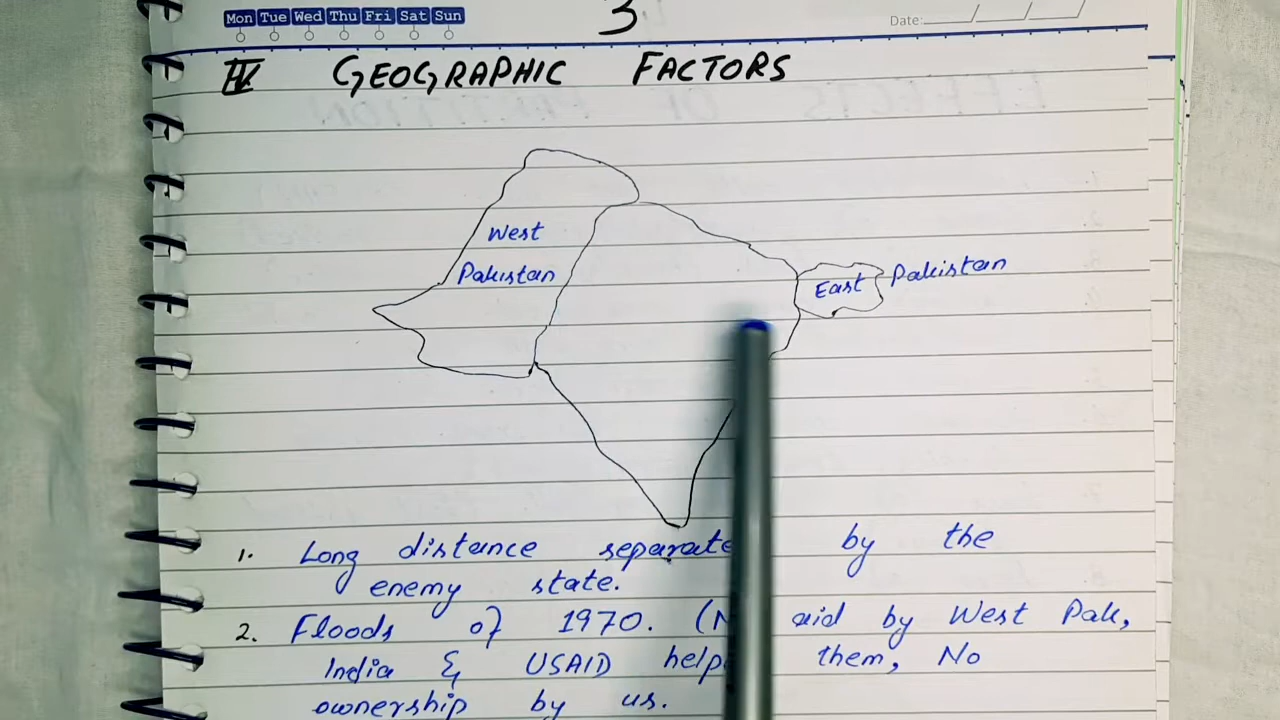 Mon Tue Wed Thu Fri Sat Sun
3
Date:
IV GEOGRAPHIC FACTORS
West
Pakistan
East Pakistan
1. Long distance separate by the
enemy state.
2. Floods of 1970. ( aid by West Pak,
India & USAID help them, No
ownership by us.